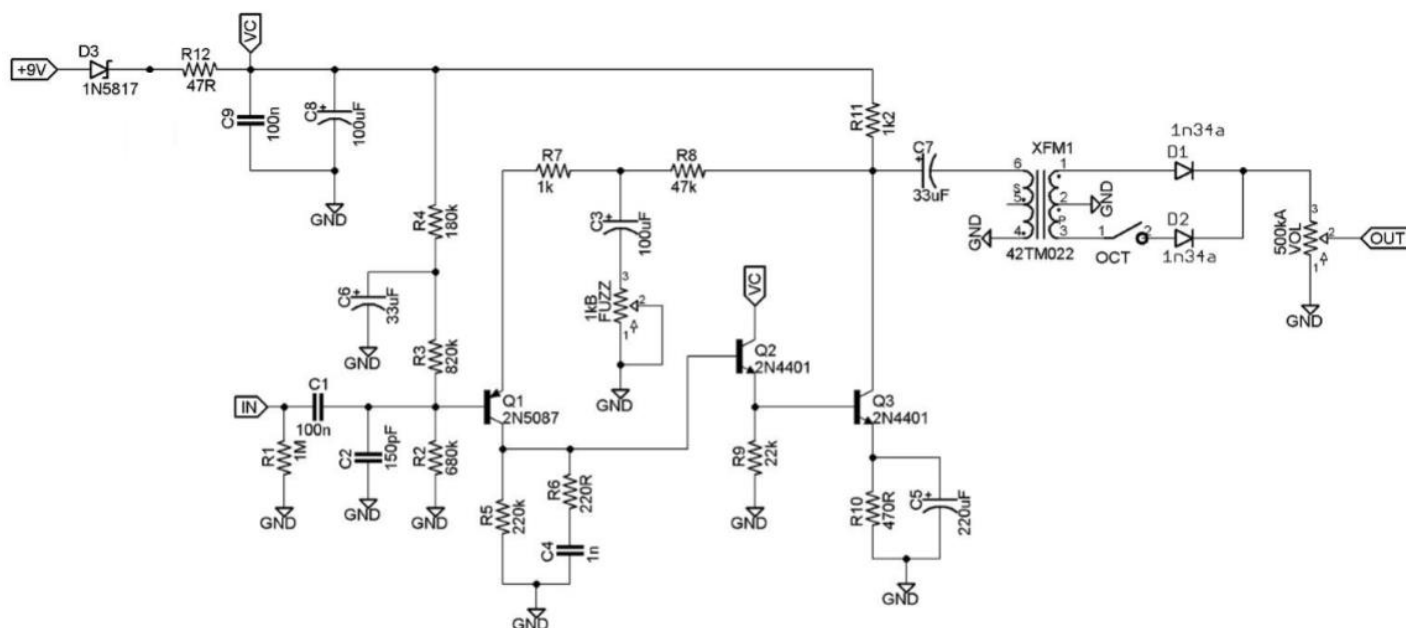 VC
D3
+9V
1N5817
R12
47R
C9
100n
C8
100uF
GND
R4
180k
C6
33uF
GND
R3
820k
IN
C1
100n
R1
1M
GND
C2
150pF
GND
R2
680k
GND
R7
1k
R8
47k
C3
100uF
3
2
1
1kB
FUZZ
GND
Q1
2N5087
R5
220k
R6
220R
C4
1n
GND
VC
Q2
2N4401
R9
22k
GND
R11
1k2
Q3
2N4401
R10
470R
C5
220uF
GND
C7
33uF
XFM1
6
5
4
S
P
1
2
3
GND
GND
42TM022
1n34a
D1
D2
1n34a
1
2
OCT
500kA
VOL
3
2
1
OUT
GND